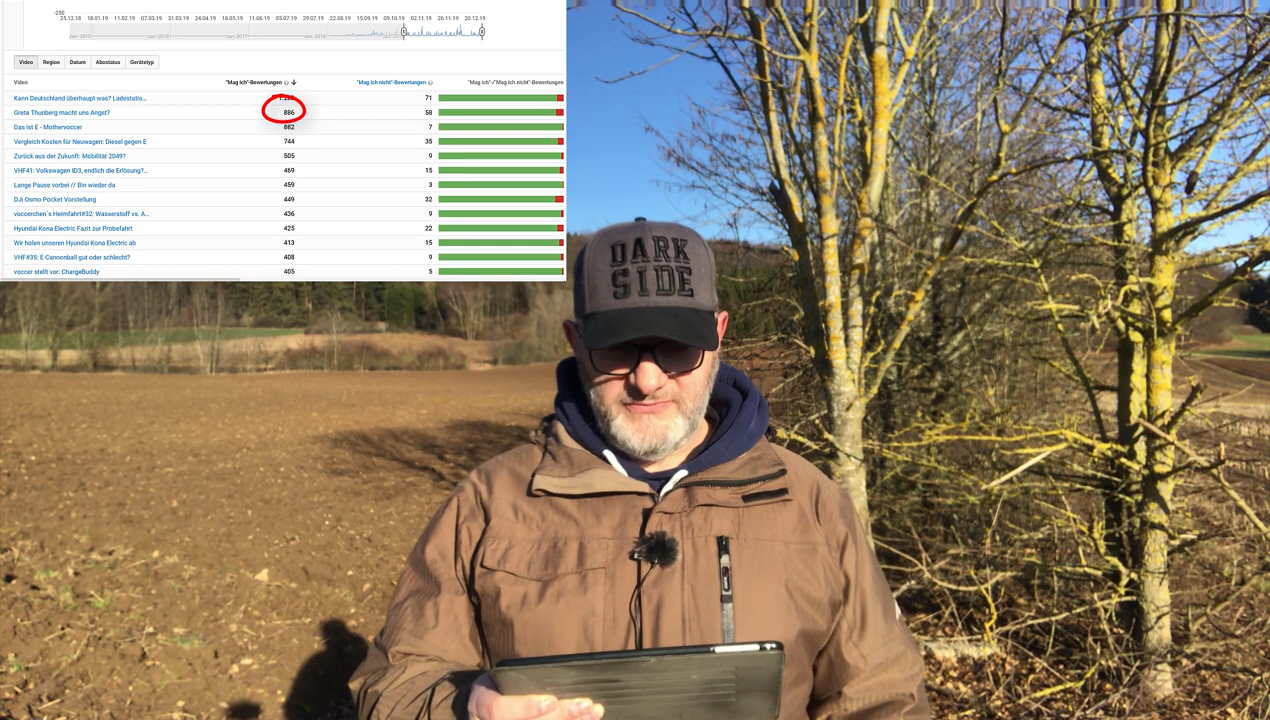 -250
25.12.18 18.01.19 11.02.19 07.03.19 31.03.19 24.04.19 18.05.19 11.06.19 05.07.19 29.07.19 22.08.19 15.09.19 09.10.19 02.11.19 26.11.19 20.12.19
Jan. 2015 Jan. 2016 Jan. 2017 Jan. 2018
Video Region Datum Abostatus Gerätetyp
Video "Mag ich"-Bewertungen "Mag ich nicht"-Bewertungen "Mag ich"-/"Mag ich nicht"-Bewertungen
Kann Deutschland überhaupt was? Ladestatio... 71
Greta Thunberg macht uns Angst? 886 58
Das ist E - Mothervoccer 882 7
Vergleich Kosten für Neuwagen: Diesel gegen E 744 35
Zurück aus der Zukunft: Mobilität 2049? 505 9
VHF41: Volkswagen ID3, endlich die Erlösung?... 469 15
Lange Pause vorbei // Bin wieder da 459 3
DJI Osmo Pocket Vorstellung 449 32
voccerchen´s Heimfahrt#32: Wasserstoff vs. A... 436 9
Hyundai Kona Electric Fazit zur Probefahrt 425 22
Wir holen unseren Hyundai Kona Electric ab 413 15
VHF#35: E Cannonball gut oder schlecht? 408 9
voccer stellt vor: ChargeBuddy 405 5
DARK
SIDE